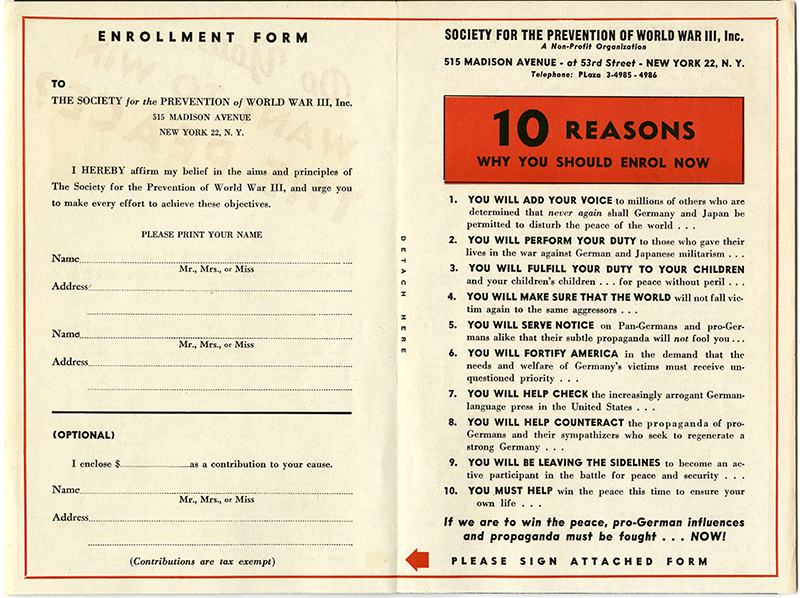 ENROLLMENT FORM
TO
THE SOCIETY for the PREVENTION of WORLD WAR III, Inc.
515 MADISON AVENUE
NEW YORK 22, N. Y.
I HEREBY affirm my belief in the aims and principles of
The Society for the Prevention of World War III, and urge you
to make every effort to achieve these objectives.
PLEASE PRINT YOUR NAME
Name
Mr., Mrs., or Miss
Address
Name
Mr., Mrs., or Miss
Address
(OPTIONAL)
I enclose $ as a contribution to your cause.
Name
Mr., Mrs., or Miss
Address
(Contributions are tax exempt)
DETACH HERE
SOCIETY FOR THE PREVENTION OF WORLD WAR III, Inc.
A Non-Profit Organization
515 MADISON AVENUE - at 53rd Street - NEW YORK 22, N. Y.
Telephone: PLaza 3-4985 - 4986
10 REASONS
WHY YOU SHOULD ENROL NOW
1. YOU WILL ADD YOUR VOICE to millions of others who are
determined that never again shall Germany and Japan be
permitted to disturb the peace of the world . . .
2. YOU WILL PERFORM YOUR DUTY to those who gave their
lives in the war against German and Japanese militarism . . .
3. YOU WILL FULFILL YOUR DUTY TO YOUR CHILDREN
and your children's children . . . for peace without peril . . .
4. YOU WILL MAKE SURE THAT THE WORLD will not fall vic-
tim again to the same aggressors . . .
5. YOU WILL SERVE NOTICE on Pan-Germans and pro-Ger-
mans alike that their subtle propaganda will not fool you . . .
6. YOU WILL FORTIFY AMERICA in the demand that the
needs and welfare of Germany's victims must receive un-
questioned priority . . .
7. YOU WILL HELP CHECK the increasingly arrogant German-
language press in the United States . . .
8. YOU WILL HELP COUNTERACT the propaganda of pro-
Germans and their sympathizers who seek to regenerate a
strong Germany . . .
9. YOU WILL BE LEAVING THE SIDELINES to become an ac-
tive participant in the battle for peace and security . . .
10. YOU MUST HELP win the peace this time to ensure your
own life . . .
If we are to win the peace, pro-German influences
and propaganda must be fought . . . NOW!
PLEASE SIGN ATTACHED FORM